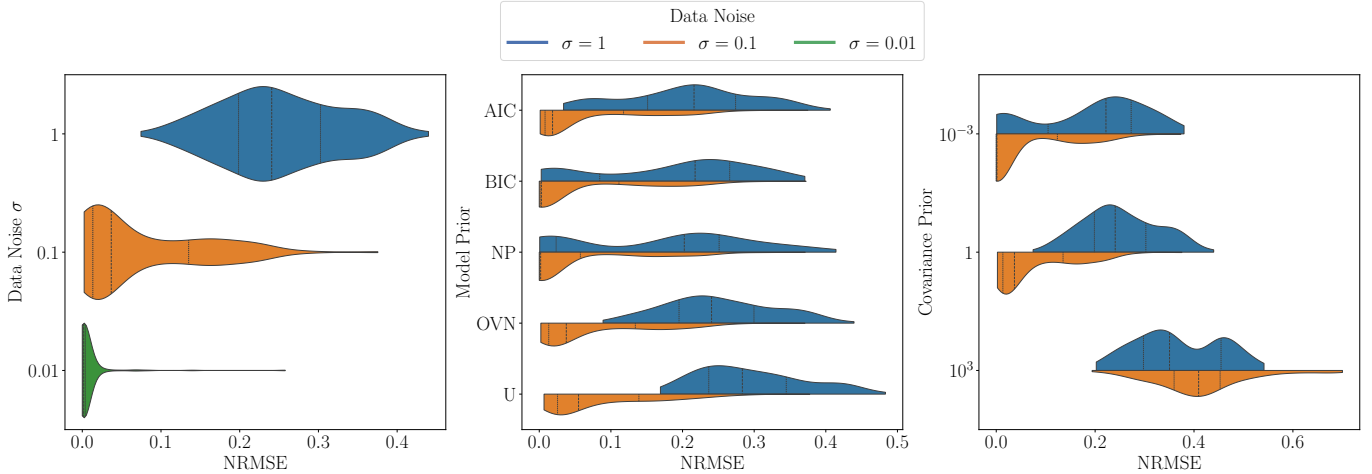 Data Noise
σ = 1 σ = 0.1 σ = 0.01
Data Noise σ
1
0.1
0.01
0.0 0.1 0.2 0.3 0.4
NRMSE
Model Prior
AIC
BIC
NP
OVN
U
0.0 0.1 0.2 0.3 0.4 0.5
NRMSE
Covariance Prior
10⁻³
1
10³
0.0 0.2 0.4 0.6
NRMSE